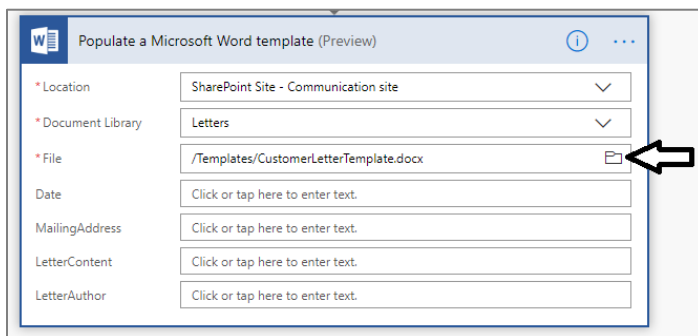 Populate a Microsoft Word template (Preview)
* Location SharePoint Site - Communication site
* Document Library Letters
* File /Templates/CustomerLetterTemplate.docx
Date Click or tap here to enter text.
MailingAddress Click or tap here to enter text.
LetterContent Click or tap here to enter text.
LetterAuthor Click or tap here to enter text.